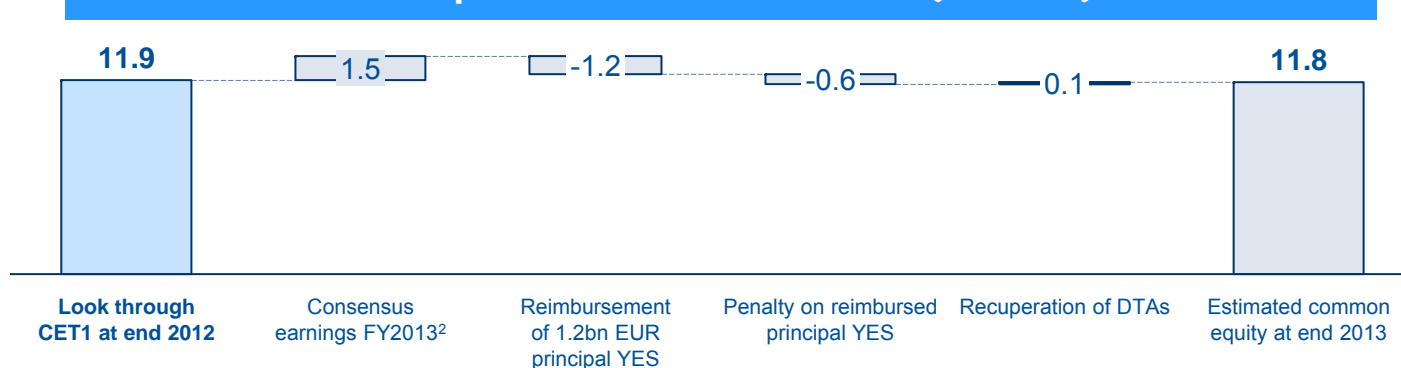 11.9
1.5
-1.2
-0.6
0.1
11.8
Look through
CET1 at end 2012
Consensus
earnings FY2013²
Reimbursement
of 1.2bn EUR
principal YES
Penalty on reimbursed
principal YES
Recuperation of DTAs
Estimated common
equity at end 2013